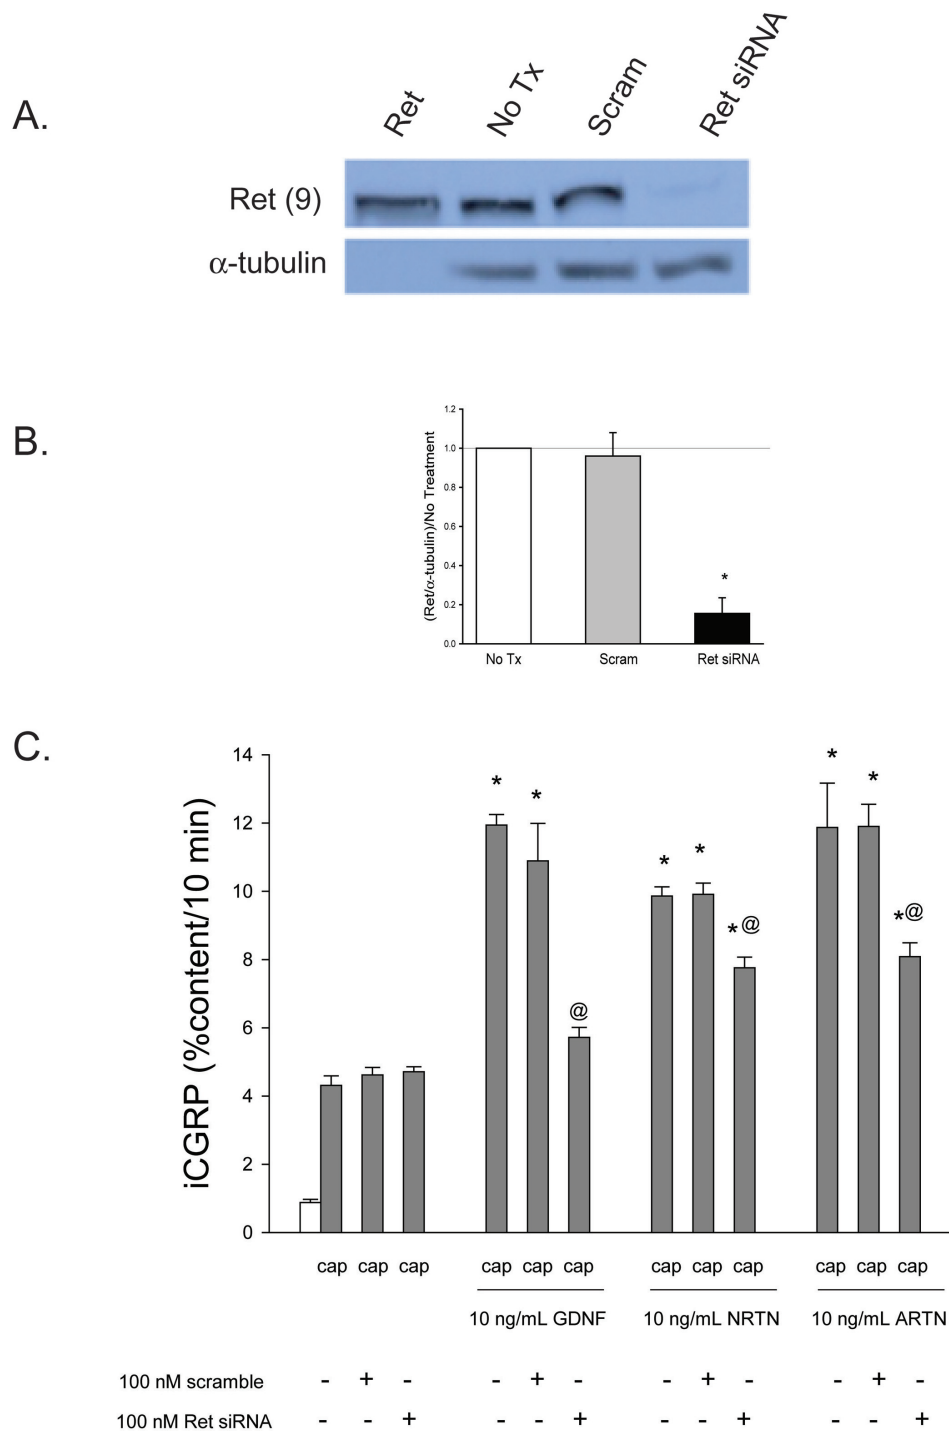 A.
Ret No Tx Scram Ret siRNA
Ret (9)
α-tubulin
B.
(Ret/α-tubulin)/No Treatment
1.2
1.0
0.8
0.6
0.4
0.2
0.0
*
No Tx Scram Ret siRNA
C.
iCGRP (%content/10 min)
14
12
10
8
6
4
2
0
* * @ * * *@ * * *@
cap cap cap cap cap cap cap cap cap cap cap cap
10 ng/mL GDNF 10 ng/mL NRTN 10 ng/mL ARTN
100 nM scramble - + - - + - - + - - + -
100 nM Ret siRNA - - + - - + - - + - - +